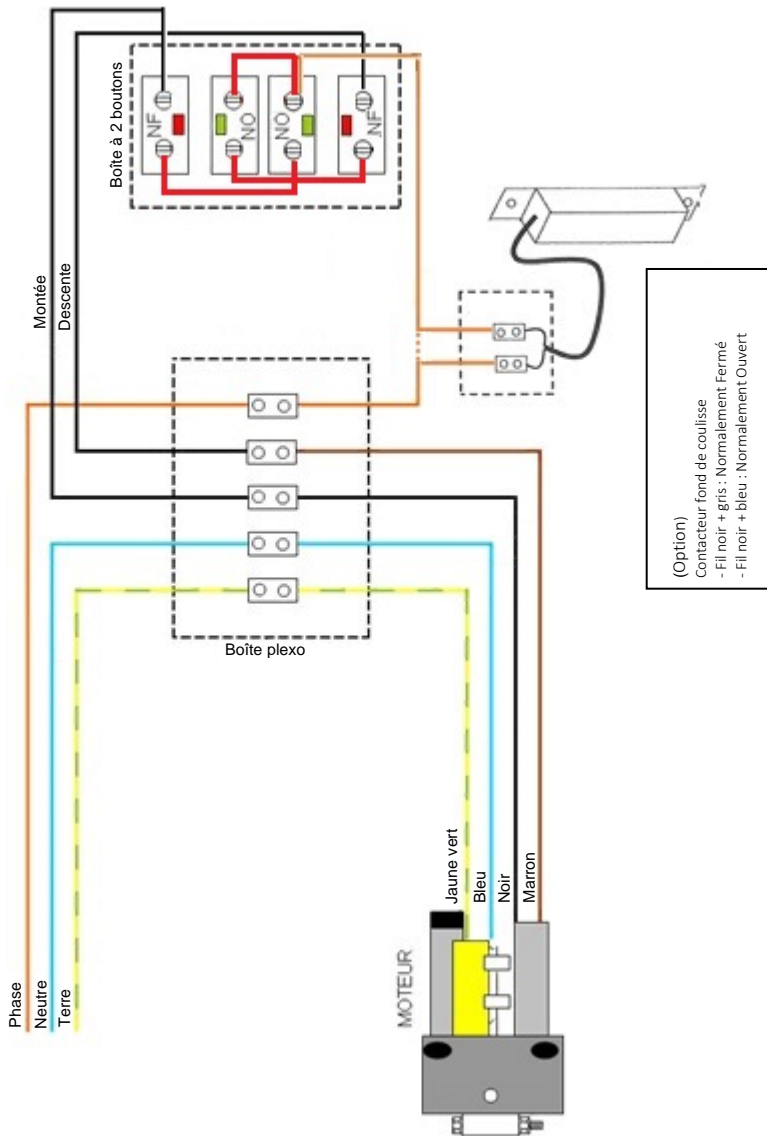 Boîte à 2 boutons
NF
NO
NO
NF
Montée
Descente
Boîte plexo
Phase
Neutre
Terre
Jaune vert
Bleu
Noir
Marron
MOTEUR
(Option)
Contacteur fond de coulisse
- Fil noir + gris : Normalement Fermé
- Fil noir + bleu : Normalement Ouvert